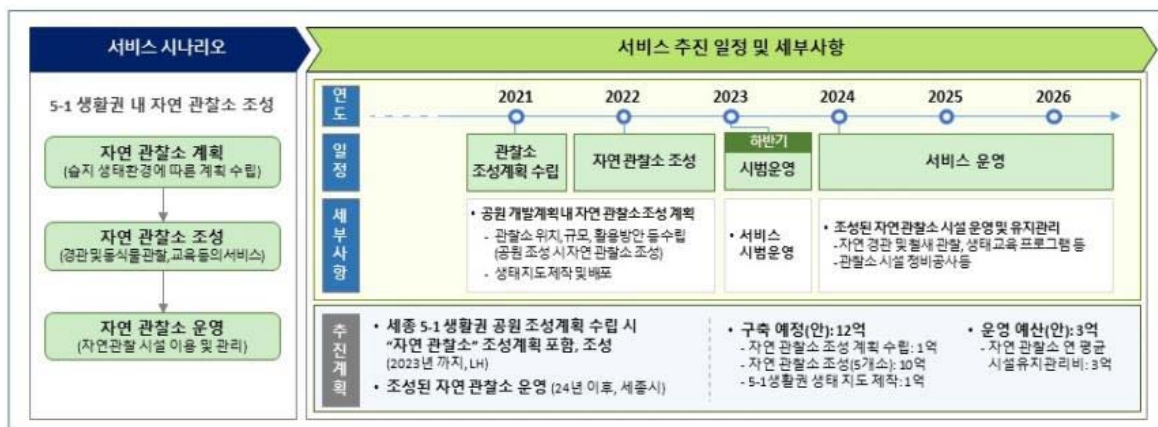 서비스 시나리오
5-1 생활권 내 자연 관찰소 조성
자연 관찰소 계획
(습지 생태환경에 따른 계획 수립)
자연 관찰소 조성
(경관및동식물관찰,교육등의서비스)
자연 관찰소 운영
(자연관찰 시설 이용 및 관리)
서비스 추진 일정 및 세부사항
연도
2021 2022 2023 2024 2025 2026
일정
관찰소
조성계획 수립
자연 관찰소 조성
하반기
시범운영
서비스 운영
세부사항
• 공원 개발계획 내 자연 관찰소 조성 계획
- 관찰소 위치, 규모, 활용방안 등 수립
(공원 조성 시 자연 관찰소 조성)
- 생태지도 제작 및 배포
• 서비스
시범운영
• 조성된 자연관찰소 시설 운영 및 유지관리
-자연 경관 및 철새 관찰, 생태교육 프로그램 등
-관찰소 시설 정비공사 등
추진계획
• 세종 5-1 생활권 공원 조성계획 수립 시
“자연 관찰소” 조성계획 포함, 조성
(2023년 까지, LH)
• 조성된 자연 관찰소 운영 (24년 이후, 세종시)
• 구축 예정(안): 12억
- 자연 관찰소 조성 계획 수립: 1억
- 자연 관찰소 조성(5개소): 10억
- 5-1생활권 생태 지도 제작: 1억
• 운영 예산(안): 3억
- 자연 관찰소 연 평균
시설유지관리비: 3억